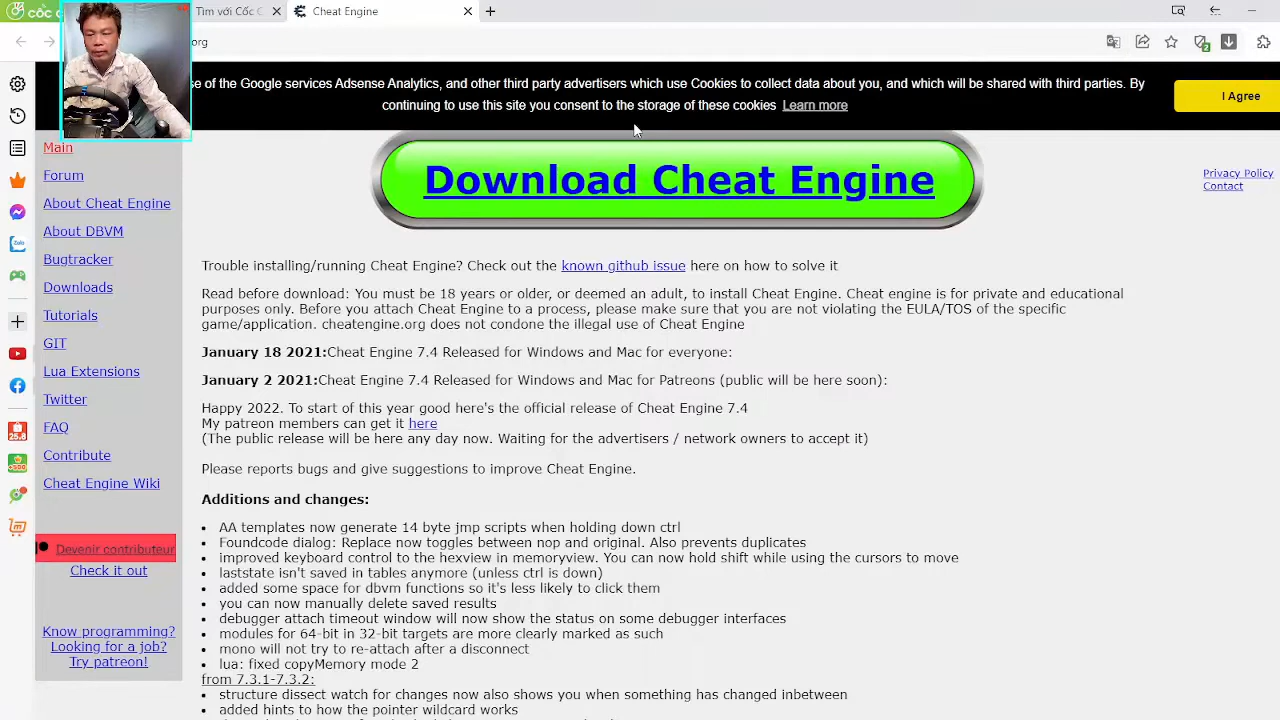 cốc cốc
Tìm với Cốc C
Cheat Engine
org
se of the Google services Adsense Analytics, and other third party advertisers which use Cookies to collect data about you, and which will be shared with third parties. By
continuing to use this site you consent to the storage of these cookies Learn more
I Agree
Main
Forum
About Cheat Engine
About DBVM
Bugtracker
Downloads
Tutorials
GIT
Lua Extensions
Twitter
FAQ
Contribute
Cheat Engine Wiki
Devenir contributeur
Check it out
Know programming?
Looking for a job?
Try patreon!
Zalo
25.8
Download Cheat Engine
Privacy Policy
Contact
Trouble installing/running Cheat Engine? Check out the known github issue here on how to solve it
Read before download: You must be 18 years or older, or deemed an adult, to install Cheat Engine. Cheat engine is for private and educational
purposes only. Before you attach Cheat Engine to a process, please make sure that you are not violating the EULA/TOS of the specific
game/application. cheatengine.org does not condone the illegal use of Cheat Engine
January 18 2021:Cheat Engine 7.4 Released for Windows and Mac for everyone:
January 2 2021:Cheat Engine 7.4 Released for Windows and Mac for Patreons (public will be here soon):
Happy 2022. To start of this year good here's the official release of Cheat Engine 7.4
My patreon members can get it here
(The public release will be here any day now. Waiting for the advertisers / network owners to accept it)
Please reports bugs and give suggestions to improve Cheat Engine.
Additions and changes:
• AA templates now generate 14 byte jmp scripts when holding down ctrl
• Foundcode dialog: Replace now toggles between nop and original. Also prevents duplicates
• improved keyboard control to the hexview in memoryview. You can now hold shift while using the cursors to move
• laststate isn't saved in tables anymore (unless ctrl is down)
• added some space for dbvm functions so it's less likely to click them
• you can now manually delete saved results
• debugger attach timeout window will now show the status on some debugger interfaces
• modules for 64-bit in 32-bit targets are more clearly marked as such
• mono will not try to re-attach after a disconnect
• lua: fixed copyMemory mode 2
from 7.3.1-7.3.2:
• structure dissect watch for changes now also shows you when something has changed inbetween
• added hints to how the pointer wildcard works